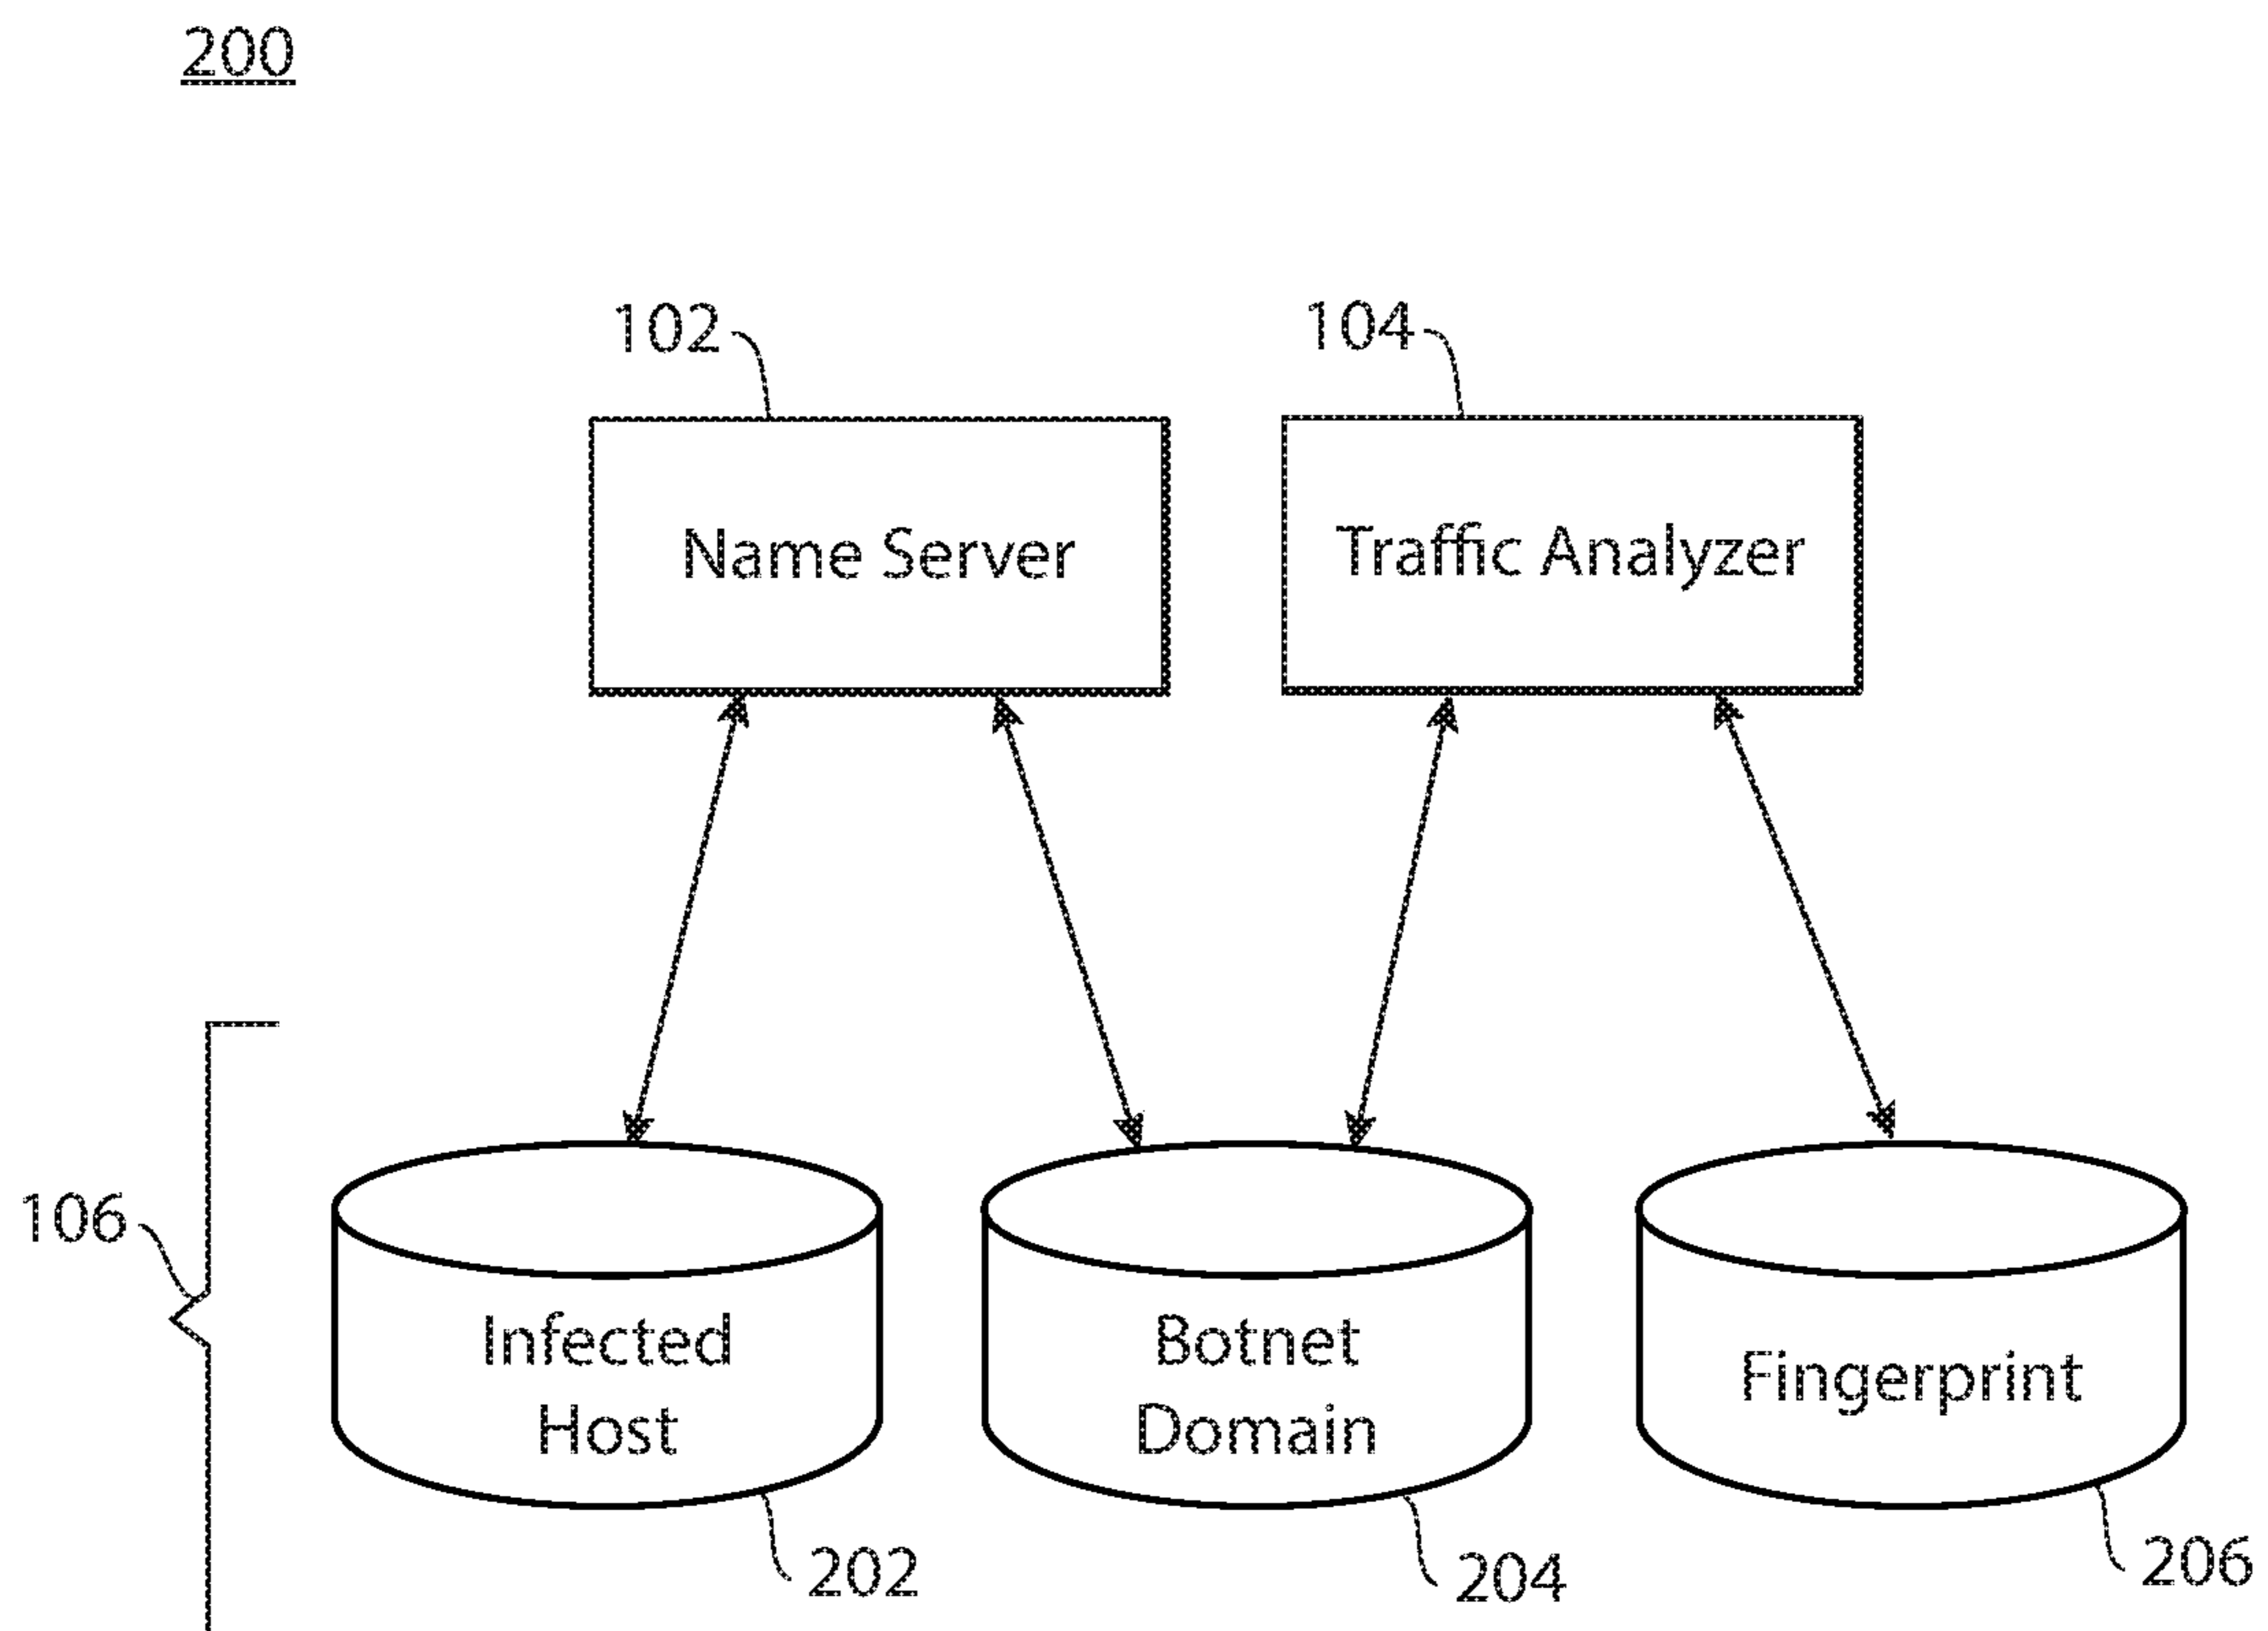 200
102
104
Name Server
Traffic Analyzer
106
Infected
Host
Botnet
Domain
Fingerprint
202
204
206